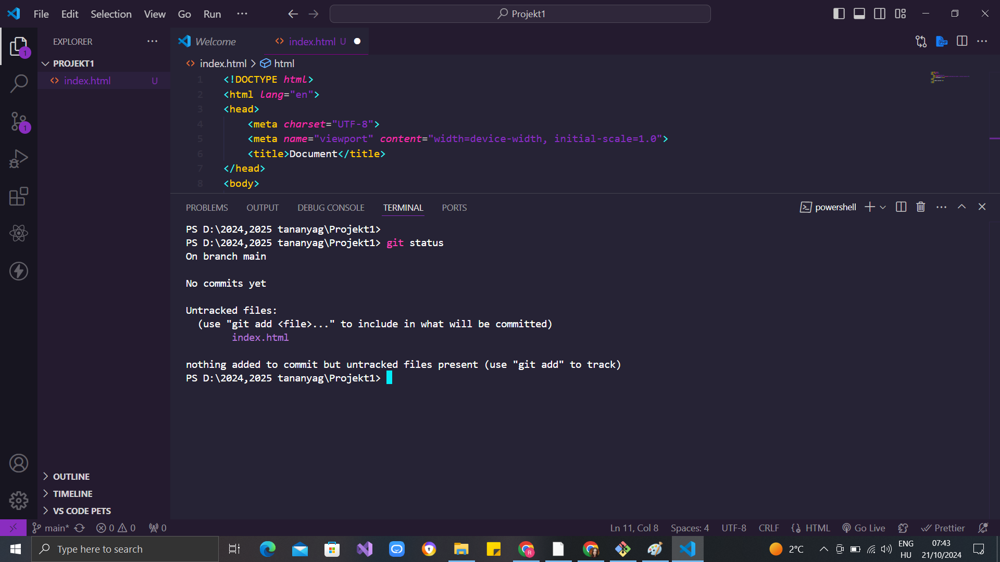 File Edit Selection View Go Run ···
Projekt1
EXPLORER ···
Welcome
index.html U
1
PROJEKT1
index.html > html
index.html U
1 <!DOCTYPE html>
2 <html lang="en">
3 <head>
4 <meta charset="UTF-8">
5 <meta name="viewport" content="width=device-width, initial-scale=1.0">
6 <title>Document</title>
7 </head>
8 <body>
1
PROBLEMS OUTPUT DEBUG CONSOLE TERMINAL PORTS
powershell
PS D:\2024,2025 tananyag\Projekt1>
PS D:\2024,2025 tananyag\Projekt1> git status
On branch main
No commits yet
Untracked files:
(use "git add <file>..." to include in what will be committed)
index.html
nothing added to commit but untracked files present (use "git add" to track)
PS D:\2024,2025 tananyag\Projekt1>
OUTLINE
TIMELINE
VS CODE PETS
main* 0 0 0
Ln 11, Col 8 Spaces: 4 UTF-8 CRLF HTML Go Live Prettier
Type here to search
R
2°C
ENG
HU
07:43
21/10/2024